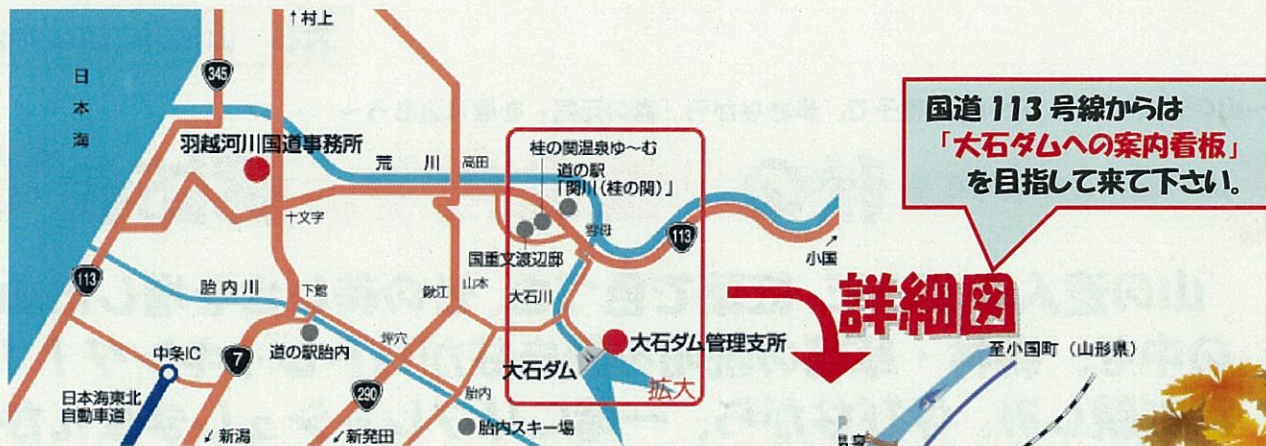 ↑村上
日本海
345
羽越河川国道事務所
荒川
高田
桂の関温泉ゆ～む
道の駅
「関川(桂の関)」
国道113号線からは
「大石ダムへの案内看板」
を目指して来て下さい。
十文字
国重文渡辺邸
雲母
113
小国
113
胎内川
下館
鍬江
山本
大石川
詳細図
中条IC
7
道の駅胎内
坪穴
大石ダム管理支所
大石ダム
拡大
至小国町(山形県)
日本海東北
自動車道
290
胎内
↙新潟
↙新発田
胎内スキー場